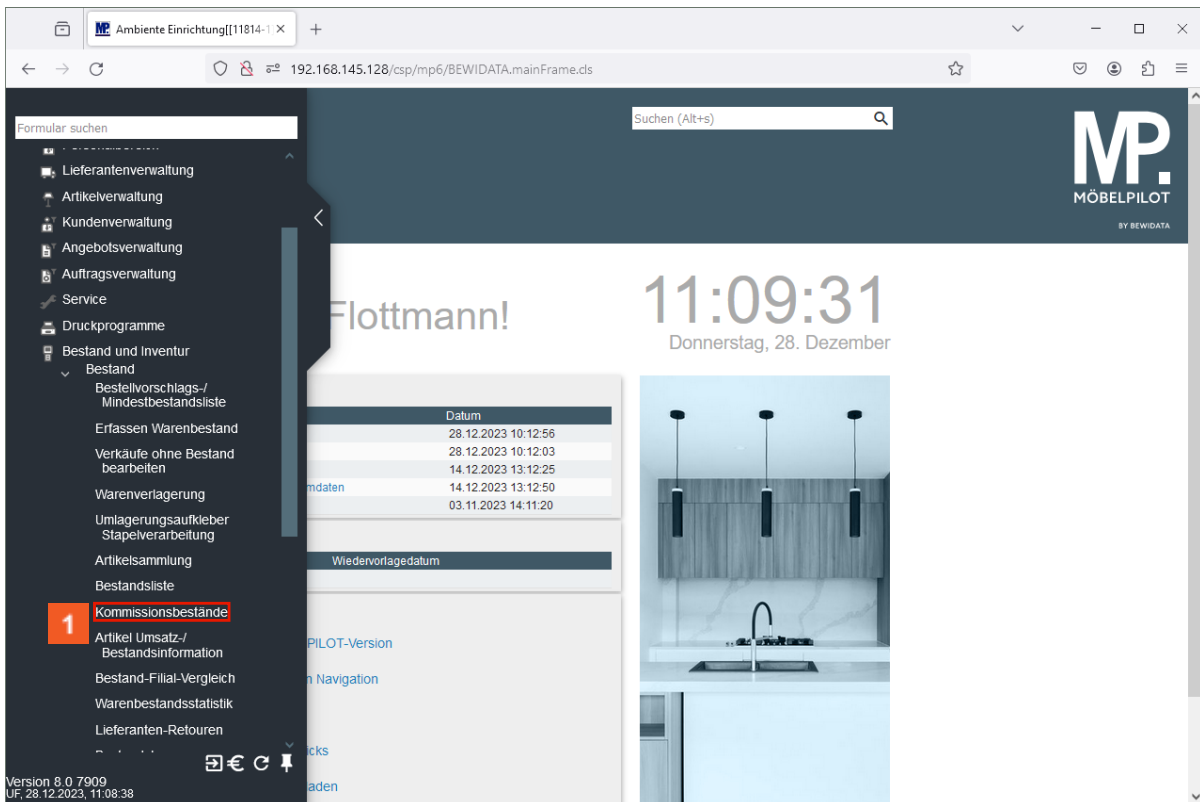 Ambiente Einrichtung[[11814-1
192.168.145.128/csp/mp6/BEWIDATA.mainFrame.cls
Formular suchen
Suchen (Alt+s)
MP.
MÖBELPILOT
BY BEWIDATA
Lieferantenverwaltung
Artikelverwaltung
Kundenverwaltung
Angebotsverwaltung
Auftragsverwaltung
Service
Druckprogramme
Bestand und Inventur
Bestand
Bestellvorschlags-/
Mindestbestandsliste
Erfassen Warenbestand
Verkäufe ohne Bestand
bearbeiten
Warenverlagerung
Umlagerungsaufkleber
Stapelverarbeitung
Artikelsammlung
Bestandsliste
1
Kommissionsbestände
Artikel Umsatz-/
Bestandsinformation
Bestand-Filial-Vergleich
Warenbestandsstatistik
Lieferanten-Retouren
Version 8.0 7909
UF, 28.12.2023, 11:08:38
Flottmann!
11:09:31
Donnerstag, 28. Dezember
Datum
28.12.2023 10:12:56
28.12.2023 10:12:03
14.12.2023 13:12:25
mdaten 14.12.2023 13:12:50
03.11.2023 14:11:20
Wiedervorlagedatum
PILOT-Version
n Navigation
icks
aden